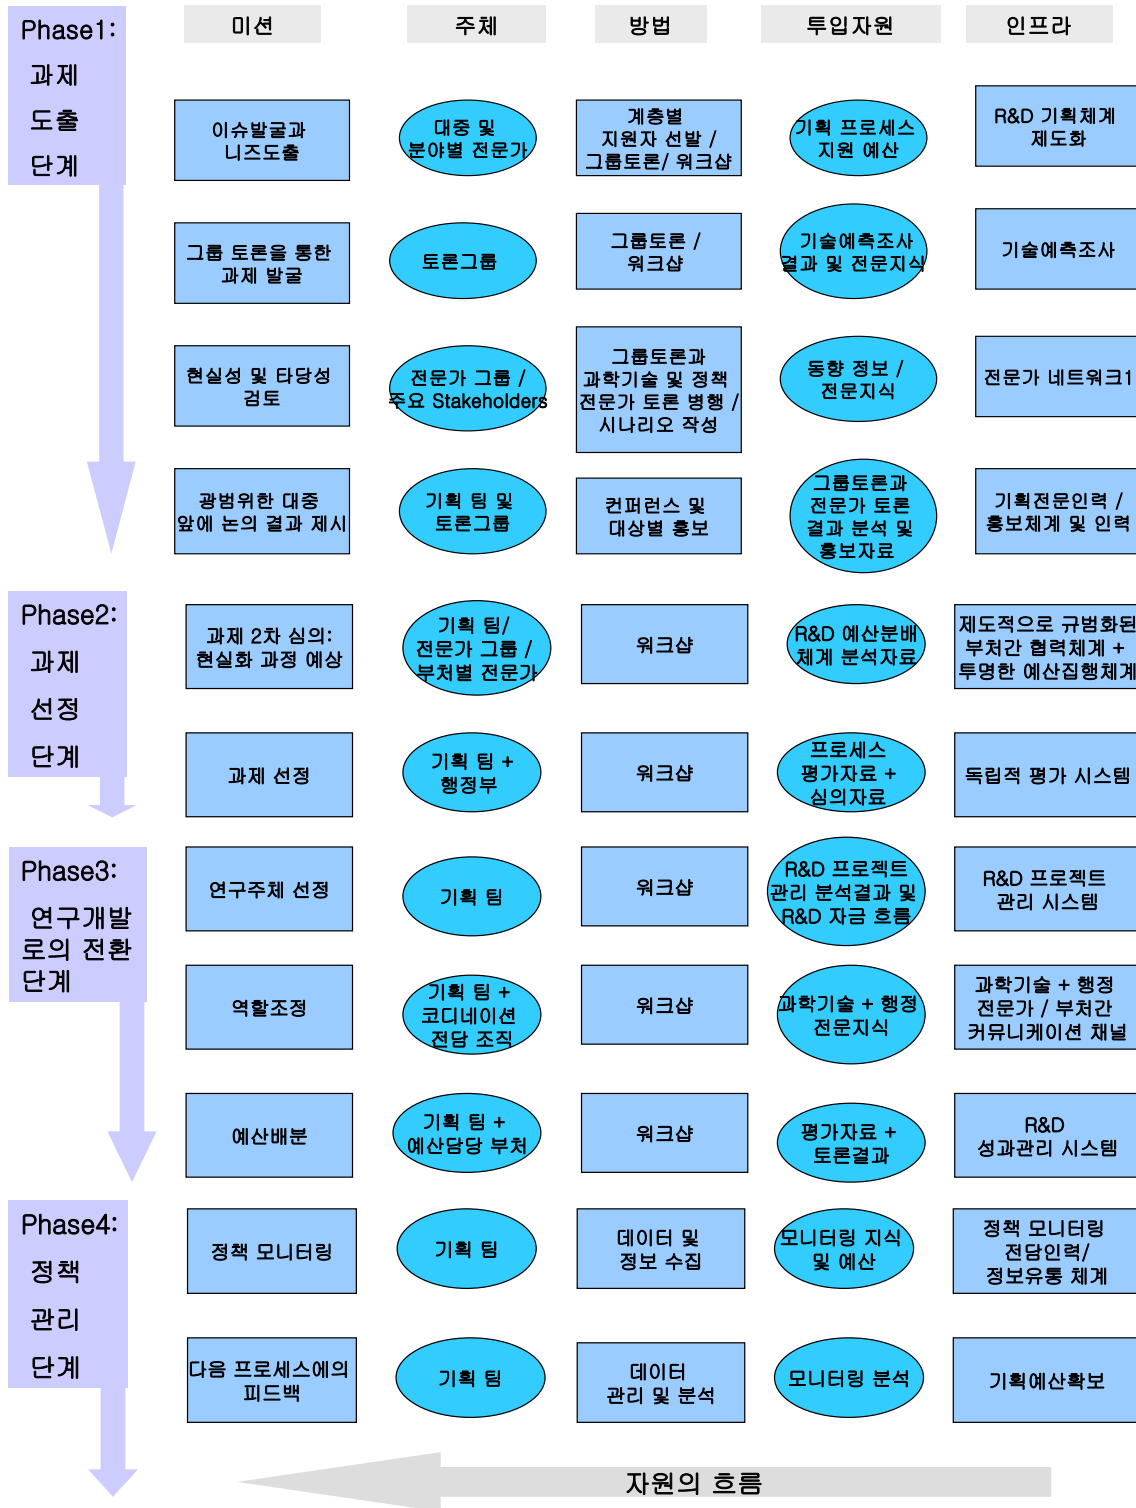 Phase1:
과제
도출
단계
미션
주체
방법
투입자원
인프라
이슈발굴과
니즈도출
대중 및
분야별 전문가
계층별
지원자 선발 /
그룹토론/ 워크샵
기획 프로세스
지원 예산
R&D 기획체계
제도화
그룹 토론을 통한
과제 발굴
토론그룹
그룹토론 /
워크샵
기술예측조사
결과 및 전문지식
기술예측조사
현실성 및 타당성
검토
전문가 그룹 /
주요 Stakeholders
그룹토론과
과학기술 및 정책
전문가 토론 병행 /
시나리오 작성
동향 정보 /
전문지식
전문가 네트워크1
광범위한 대중
앞에 논의 결과 제시
기획 팀 및
토론그룹
컨퍼런스 및
대상별 홍보
그룹토론과
전문가 토론
결과 분석 및
홍보자료
기획전문인력 /
홍보체계 및 인력
Phase2:
과제
선정
단계
과제 2차 심의:
현실화 과정 예상
기획 팀/
전문가 그룹 /
부처별 전문가
워크샵
R&D 예산분배
체계 분석자료
제도적으로 규범화된
부처간 협력체계 +
투명한 예산집행체계
과제 선정
기획 팀 +
행정부
워크샵
프로세스
평가자료 +
심의자료
독립적 평가 시스템
Phase3:
연구개발
로의 전환
단계
연구주체 선정
기획 팀
워크샵
R&D 프로젝트
관리 분석결과 및
R&D 자금 흐름
R&D 프로젝트
관리 시스템
역할조정
기획 팀 +
코디네이션
전담 조직
워크샵
과학기술 + 행정
전문지식
과학기술 + 행정
전문가 / 부처간
커뮤니케이션 채널
예산배분
기획 팀 +
예산담당 부처
워크샵
평가자료 +
토론결과
R&D
성과관리 시스템
Phase4:
정책
관리
단계
정책 모니터링
기획 팀
데이터 및
정보 수집
모니터링 지식
및 예산
정책 모니터링
전담인력/
정보유통 체계
다음 프로세스에의
피드백
기획 팀
데이터
관리 및 분석
모니터링 분석
기획예산확보
자원의 흐름